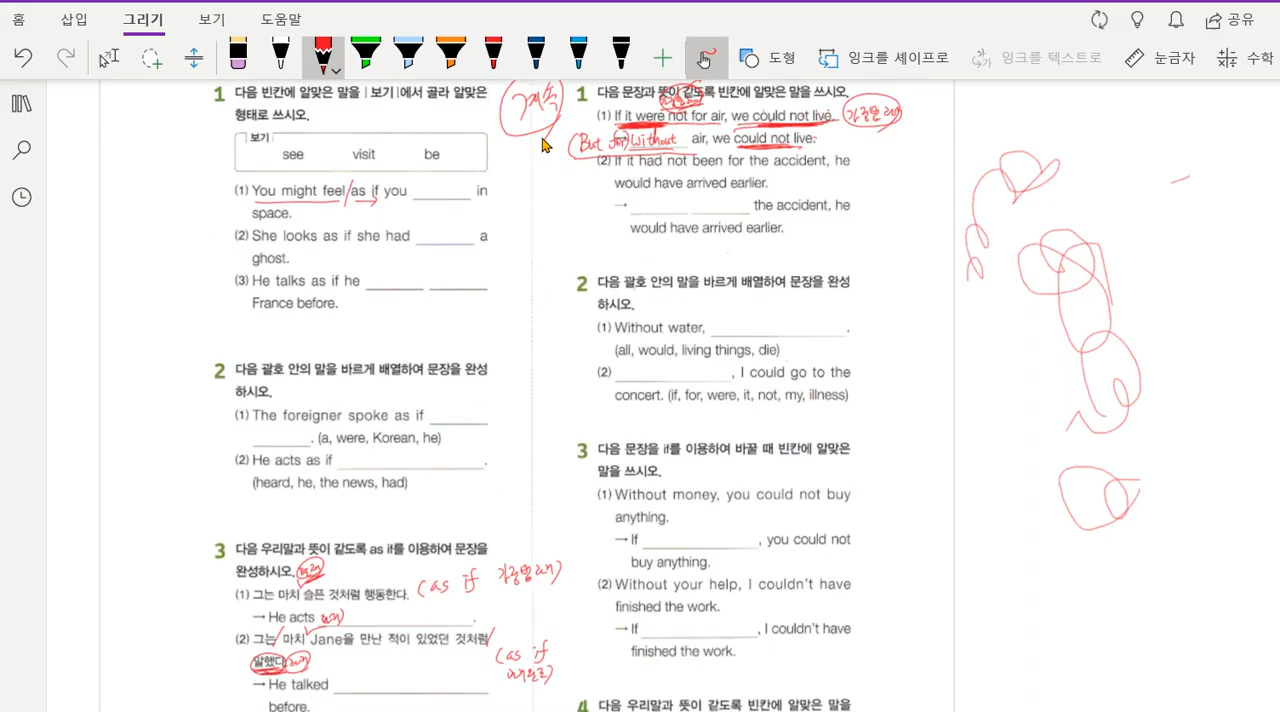 홈 삽입 그리기 보기 도움말 공유
도형 잉크를 셰이프로 잉크를 텍스트로 눈금자 수학
1 다음 빈칸에 알맞은 말을 | 보기 |에서 골라 알맞은
형태로 쓰시오.
보기
see visit be
(1) You might feel as if you ______ in
space.
(2) She looks as if she had ______ a
ghost.
(3) He talks as if he ______ ______
France before.
2 다음 괄호 안의 말을 바르게 배열하여 문장을 완성
하시오.
(1) The foreigner spoke as if ______
______. (a, were, Korean, he)
(2) He acts as if ______.
(heard, he, the news, had)
3 다음 우리말과 뜻이 같도록 as if를 이용하여 문장을
완성하시오.
(1) 그는 마치 슬픈 것처럼 행동한다. (as if 가정법 과거)
→ He acts ______.
(2) 그는 마치 Jane을 만난 적이 있었던 것처럼
말했다. (as if
과거완료)
→ He talked ______
before.
계속
1 다음 문장과 뜻이 같도록 빈칸에 알맞은 말을 쓰시오.
(1) If it were not for air, we could not live. 가정법 과거
(But for) Without air, we could not live.
(2) If it had not been for the accident, he
would have arrived earlier.
→ ______ ______ the accident, he
would have arrived earlier.
2 다음 괄호 안의 말을 바르게 배열하여 문장을 완성
하시오.
(1) Without water, ______.
(all, would, living things, die)
(2) ______, I could go to the
concert. (if, for, were, it, not, my, illness)
3 다음 문장을 if를 이용하여 바꿀 때 빈칸에 알맞은
말을 쓰시오.
(1) Without money, you could not buy
anything.
→ If ______, you could not
buy anything.
(2) Without your help, I couldn't have
finished the work.
→ If ______, I couldn't have
finished the work.
4 다음 우리말과 뜻이 같도록 빈칸에 알맞은 말을